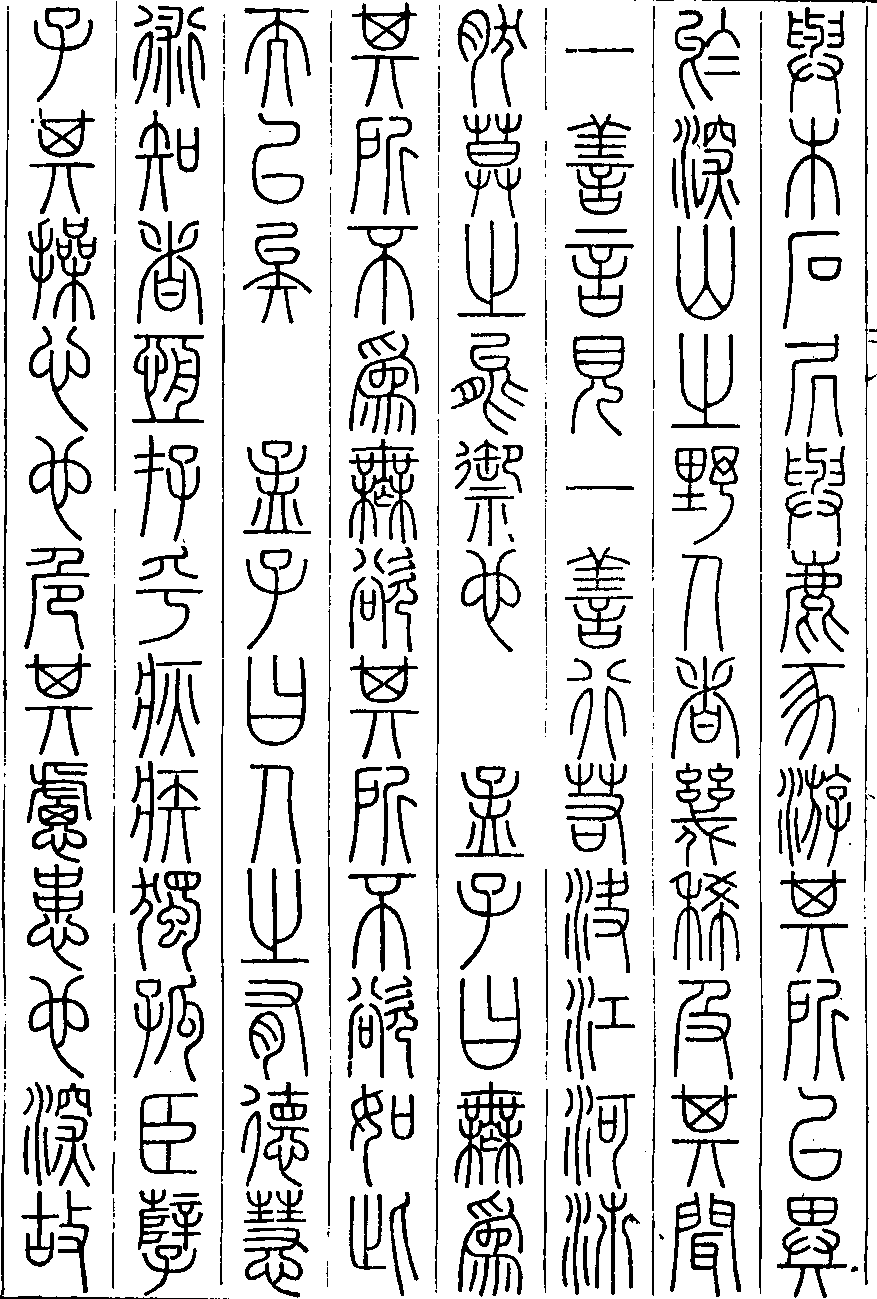 與木石凥與鹿豕游其所以異
於深山之野人者幾稀及其聞
一善言見一善行若決江河沛
然莫之能禦也　孟子曰無爲
其所不爲無欲其所不欲如此
而已矣　孟子曰人之有德慧
術知者恆存乎疢疾獨孤臣孽
子其操心也危其慮患也深故